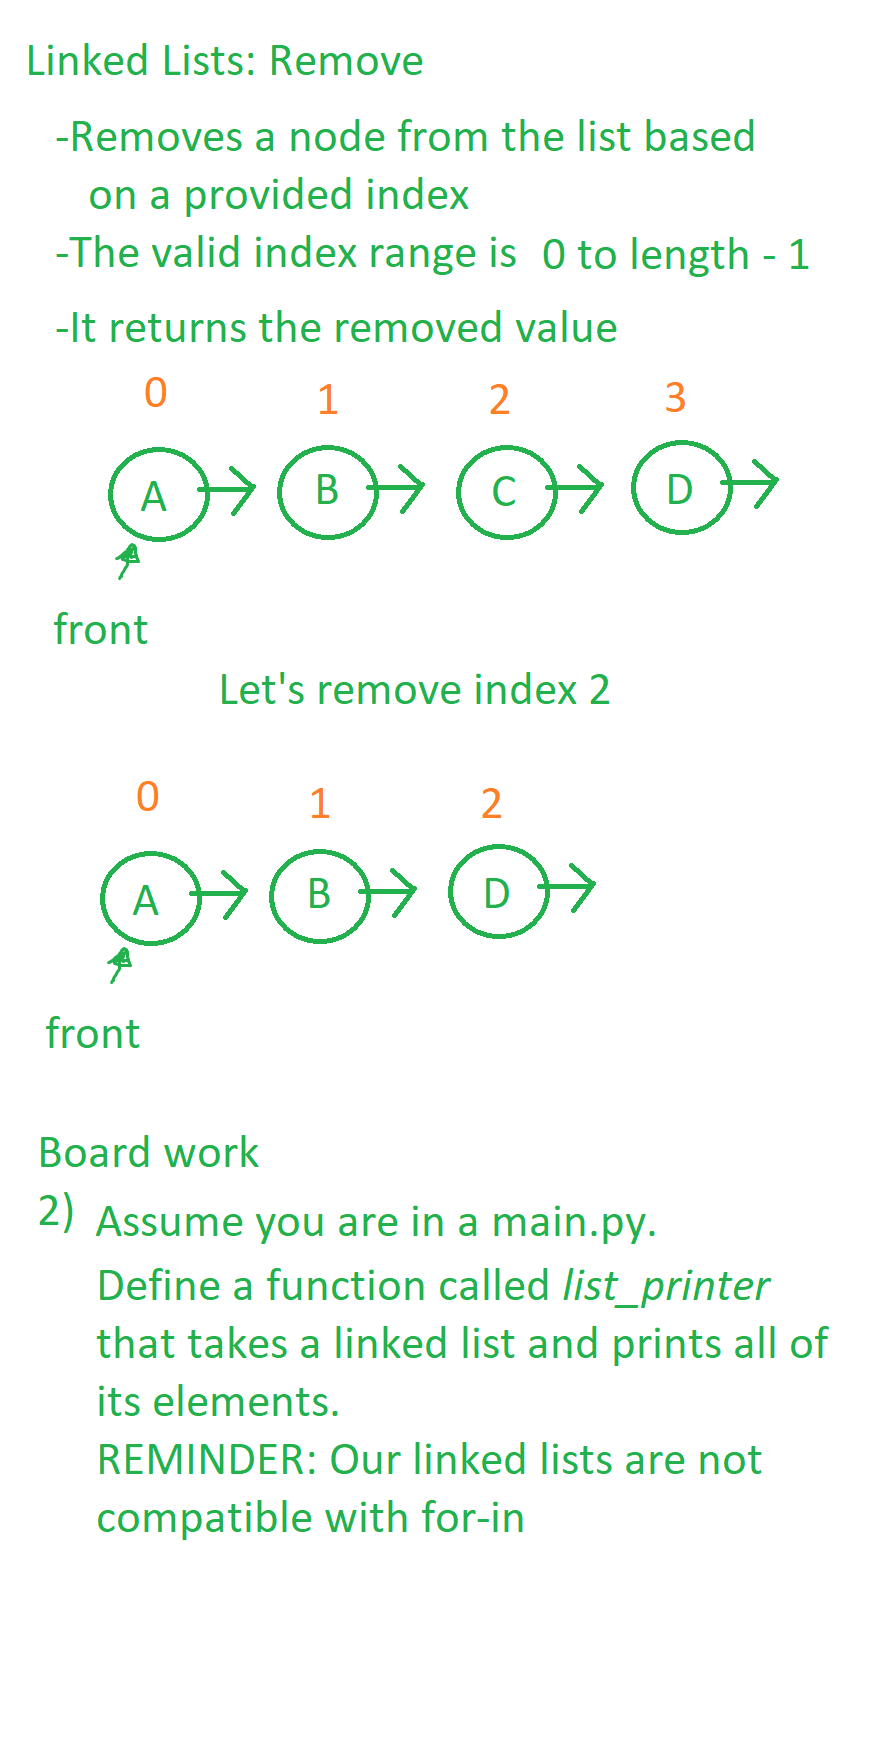 Linked Lists: Remove
-Removes a node from the list based
on a provided index
-The valid index range is 0 to length - 1
-It returns the removed value
0 1 2 3
A B C D
front
Let's remove index 2
0 1 2
A B D
front
Board work
2) Assume you are in a main.py.
Define a function called list_printer
that takes a linked list and prints all of
its elements.
REMINDER: Our linked lists are not
compatible with for-in